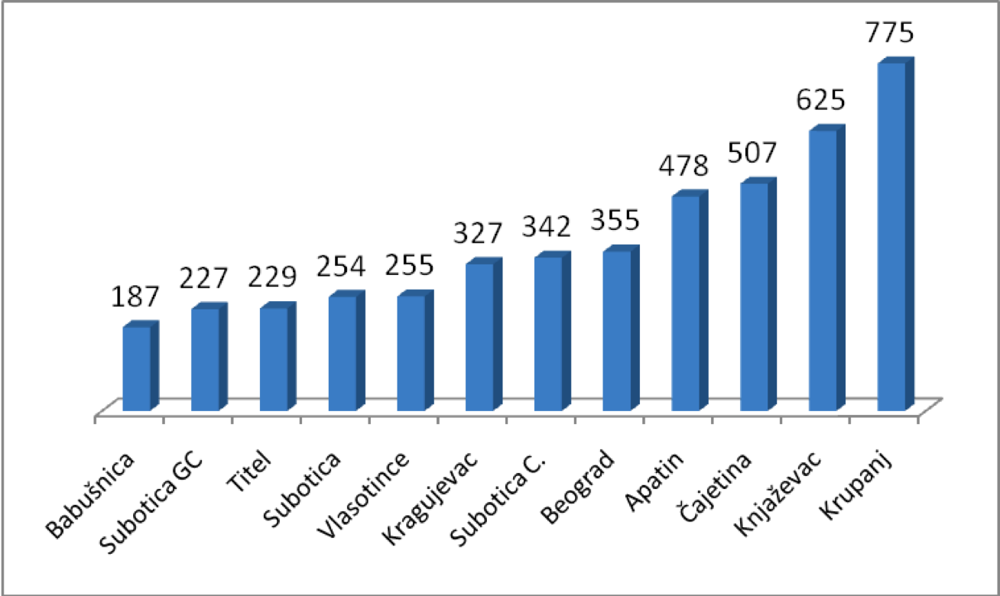 775
625
507
478
355
342
327
255
254
229
227
187
Babušnica
Subotica GC
Titel
Subotica
Vlasotince
Kragujevac
Subotica C.
Beograd
Apatin
Čajetina
Knjaževac
Krupanj